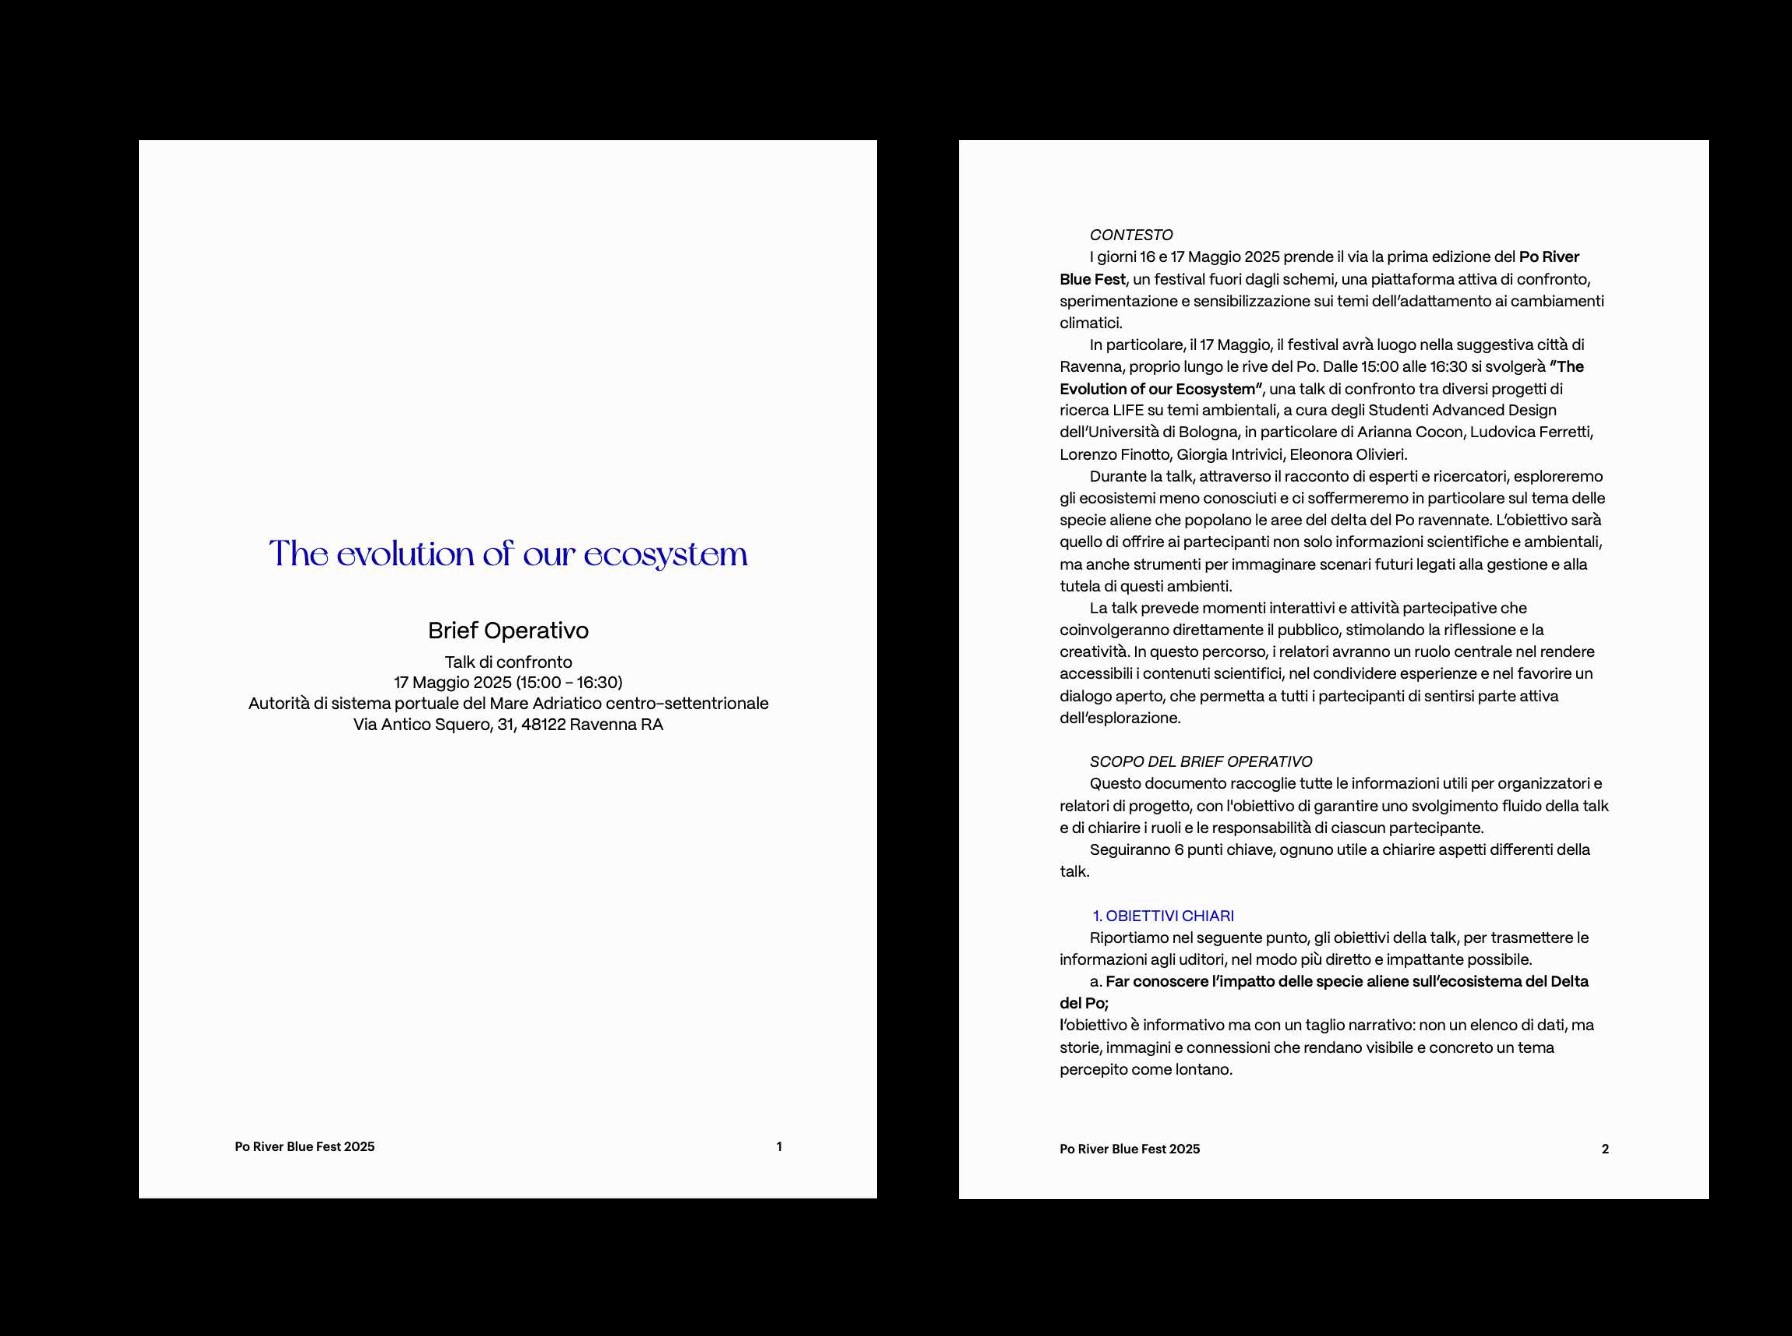 The evolution of our ecosystem
Brief Operativo
Talk di confronto
17 Maggio 2025 (15:00 – 16:30)
Autorità di sistema portuale del Mare Adriatico centro-settentrionale
Via Antico Squero, 31, 48122 Ravenna RA
Po River Blue Fest 2025
1
CONTESTO
I giorni 16 e 17 Maggio 2025 prende il via la prima edizione del Po River
Blue Fest, un festival fuori dagli schemi, una piattaforma attiva di confronto,
sperimentazione e sensibilizzazione sui temi dell’adattamento ai cambiamenti
climatici.
In particolare, il 17 Maggio, il festival avrà luogo nella suggestiva città di
Ravenna, proprio lungo le rive del Po. Dalle 15:00 alle 16:30 si svolgerà “The
Evolution of our Ecosystem”, una talk di confronto tra diversi progetti di
ricerca LIFE su temi ambientali, a cura degli Studenti Advanced Design
dell’Università di Bologna, in particolare di Arianna Cocon, Ludovica Ferretti,
Lorenzo Finotto, Giorgia Intrivici, Eleonora Olivieri.
Durante la talk, attraverso il racconto di esperti e ricercatori, esploreremo
gli ecosistemi meno conosciuti e ci soffermeremo in particolare sul tema delle
specie aliene che popolano le aree del delta del Po ravennate. L’obiettivo sarà
quello di offrire ai partecipanti non solo informazioni scientifiche e ambientali,
ma anche strumenti per immaginare scenari futuri legati alla gestione e alla
tutela di questi ambienti.
La talk prevede momenti interattivi e attività partecipative che
coinvolgeranno direttamente il pubblico, stimolando la riflessione e la
creatività. In questo percorso, i relatori avranno un ruolo centrale nel rendere
accessibili i contenuti scientifici, nel condividere esperienze e nel favorire un
dialogo aperto, che permetta a tutti i partecipanti di sentirsi parte attiva
dell’esplorazione.
SCOPO DEL BRIEF OPERATIVO
Questo documento raccoglie tutte le informazioni utili per organizzatori e
relatori di progetto, con l'obiettivo di garantire uno svolgimento fluido della talk
e di chiarire i ruoli e le responsabilità di ciascun partecipante.
Seguiranno 6 punti chiave, ognuno utile a chiarire aspetti differenti della
talk.
1. OBIETTIVI CHIARI
Riportiamo nel seguente punto, gli obiettivi della talk, per trasmettere le
informazioni agli uditori, nel modo più diretto e impattante possibile.
a. Far conoscere l’impatto delle specie aliene sull’ecosistema del Delta
del Po;
l’obiettivo è informativo ma con un taglio narrativo: non un elenco di dati, ma
storie, immagini e connessioni che rendano visibile e concreto un tema
percepito come lontano.
Po River Blue Fest 2025
2